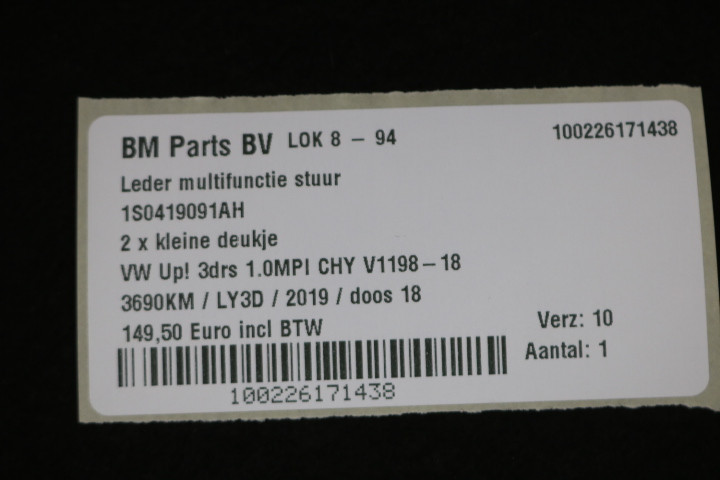 BM Parts BV LOK 8 – 94 100226171438
Leder multifunctie stuur
1S0419091AH
2 x kleine deukje
VW Up! 3drs 1.0MPI CHY V1198–18
3690KM / LY3D / 2019 / doos 18
149,50 Euro incl BTW Verz: 10
Aantal: 1
100226171438